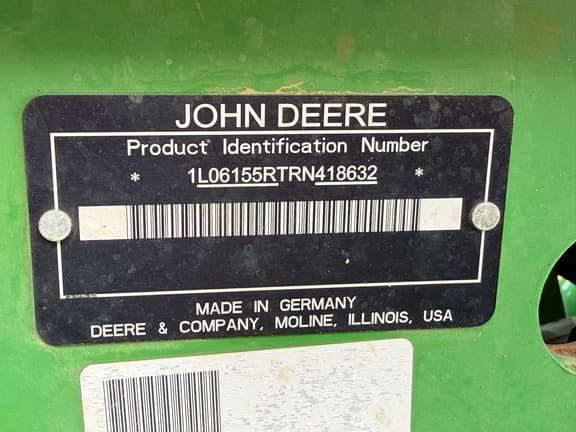 JOHN DEERE
Product Identification Number
* 1L06155RTRN418632 *
MADE IN GERMANY
DEERE & COMPANY, MOLINE, ILLINOIS, USA